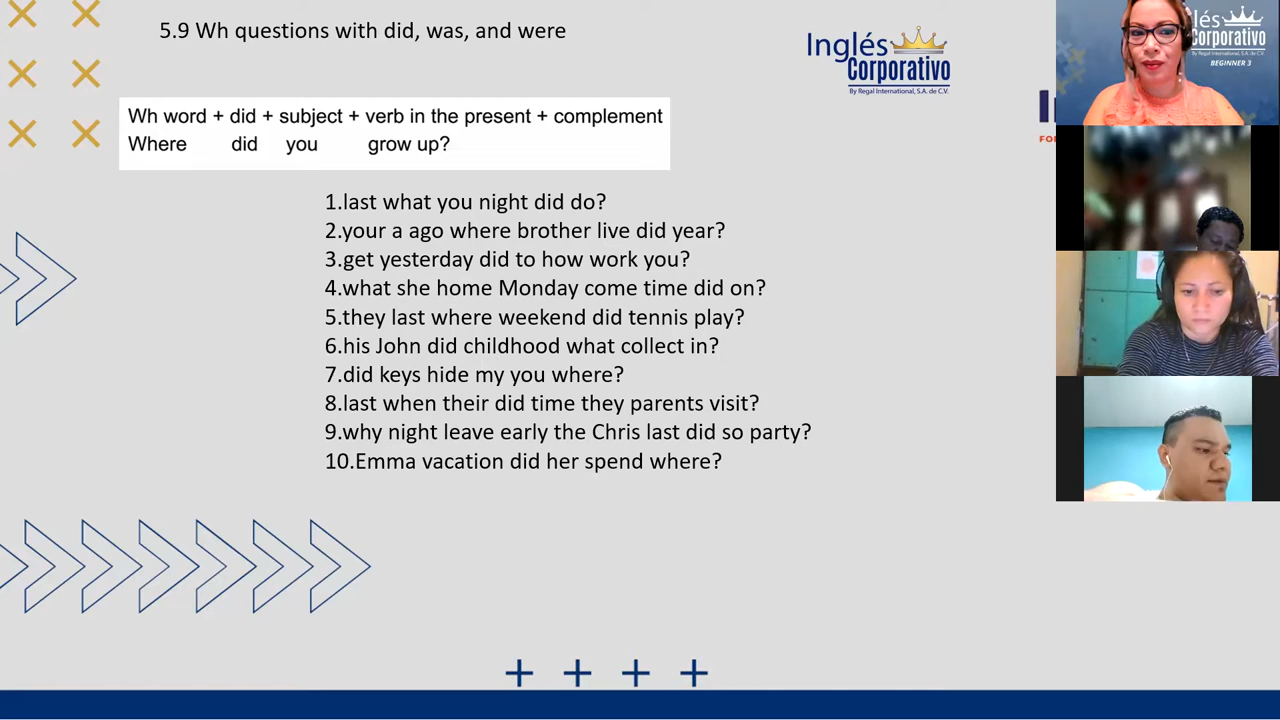 5.9 Wh questions with did, was, and were
Inglés
Corporativo
By Regal International, S.A. de C.V.
lés
Corporativo
By Regal International, S.A. de C.V.
BEGINNER 3
Wh word + did + subject + verb in the present + complement
Where did you grow up?
1.last what you night did do?
2.your a ago where brother live did year?
3.get yesterday did to how work you?
4.what she home Monday come time did on?
5.they last where weekend did tennis play?
6.his John did childhood what collect in?
7.did keys hide my you where?
8.last when their did time they parents visit?
9.why night leave early the Chris last did so party?
10.Emma vacation did her spend where?